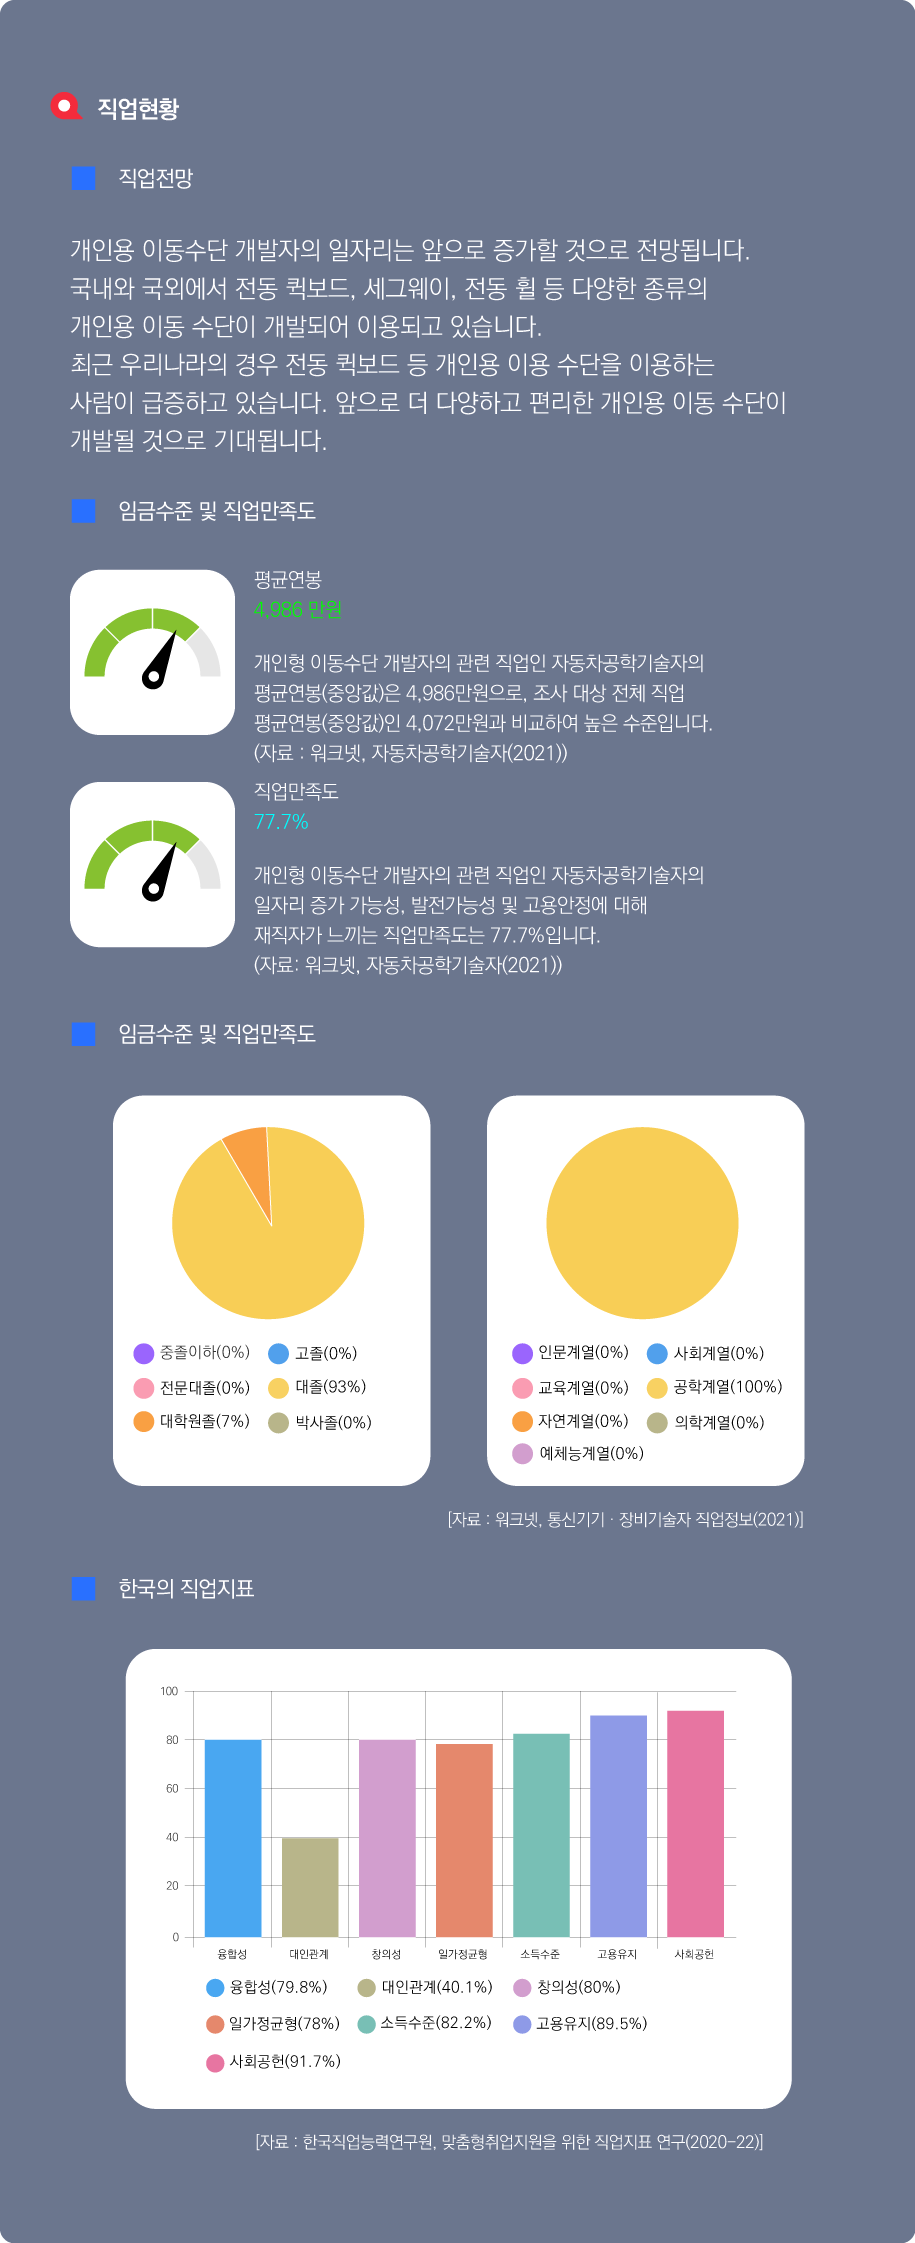 직업현황
직업전망
개인용 이동수단 개발자의 일자리는 앞으로 증가할 것으로 전망됩니다.
국내와 국외에서 전동 퀵보드, 세그웨이, 전동 휠 등 다양한 종류의
개인용 이동 수단이 개발되어 이용되고 있습니다.
최근 우리나라의 경우 전동 퀵보드 등 개인용 이용 수단을 이용하는
사람이 급증하고 있습니다. 앞으로 더 다양하고 편리한 개인용 이동 수단이
개발될 것으로 기대됩니다.
임금수준 및 직업만족도
평균연봉
4,986 만원
개인형 이동수단 개발자의 관련 직업인 자동차공학기술자의
평균연봉(중앙값)은 4,986만원으로, 조사 대상 전체 직업
평균연봉(중앙값)인 4,072만원과 비교하여 높은 수준입니다.
(자료 : 워크넷, 자동차공학기술자(2021))
직업만족도
77.7%
개인형 이동수단 개발자의 관련 직업인 자동차공학기술자의
일자리 증가 가능성, 발전가능성 및 고용안정에 대해
재직자가 느끼는 직업만족도는 77.7%입니다.
(자료: 워크넷, 자동차공학기술자(2021))
임금수준 및 직업만족도
중졸이하(0%) 고졸(0%)
전문대졸(0%) 대졸(93%)
대학원졸(7%) 박사졸(0%)
인문계열(0%) 사회계열(0%)
교육계열(0%) 공학계열(100%)
자연계열(0%) 의학계열(0%)
예체능계열(0%)
[자료 : 워크넷, 통신기기 · 장비기술자 직업정보(2021)]
한국의 직업지표
100
80
60
40
20
0
융합성 대인관계 창의성 일가정균형 소득수준 고용유지 사회공헌
융합성(79.8%) 대인관계(40.1%) 창의성(80%)
일가정균형(78%) 소득수준(82.2%) 고용유지(89.5%)
사회공헌(91.7%)
[자료 : 한국직업능력연구원, 맞춤형취업지원을 위한 직업지표 연구(2020-22)]